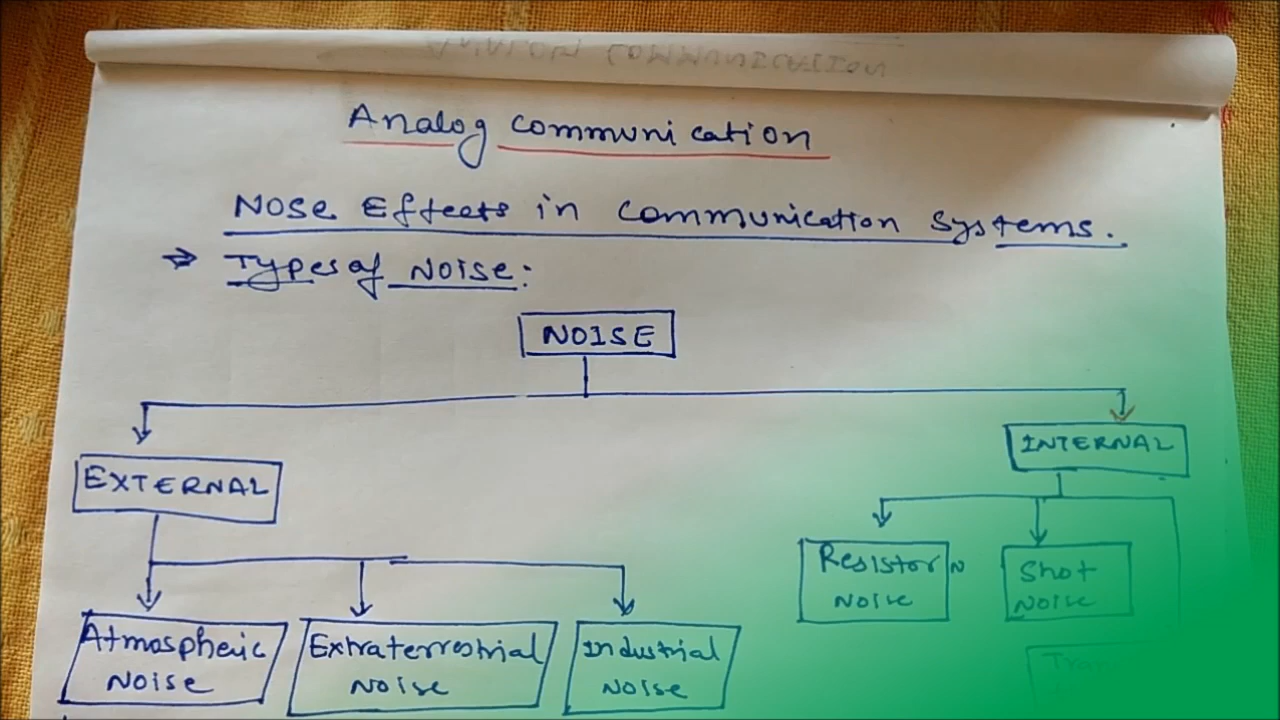 Analog communication
NOSE Effects in communication systems.
⇒ Types of NOISE:
NOISE
EXTERNAL
INTERNAL
Atmospheric
NOISE
Extraterrestrial
NOISE
Industrial
NOISE
Resistor N
NOISE
Shot
NOISE